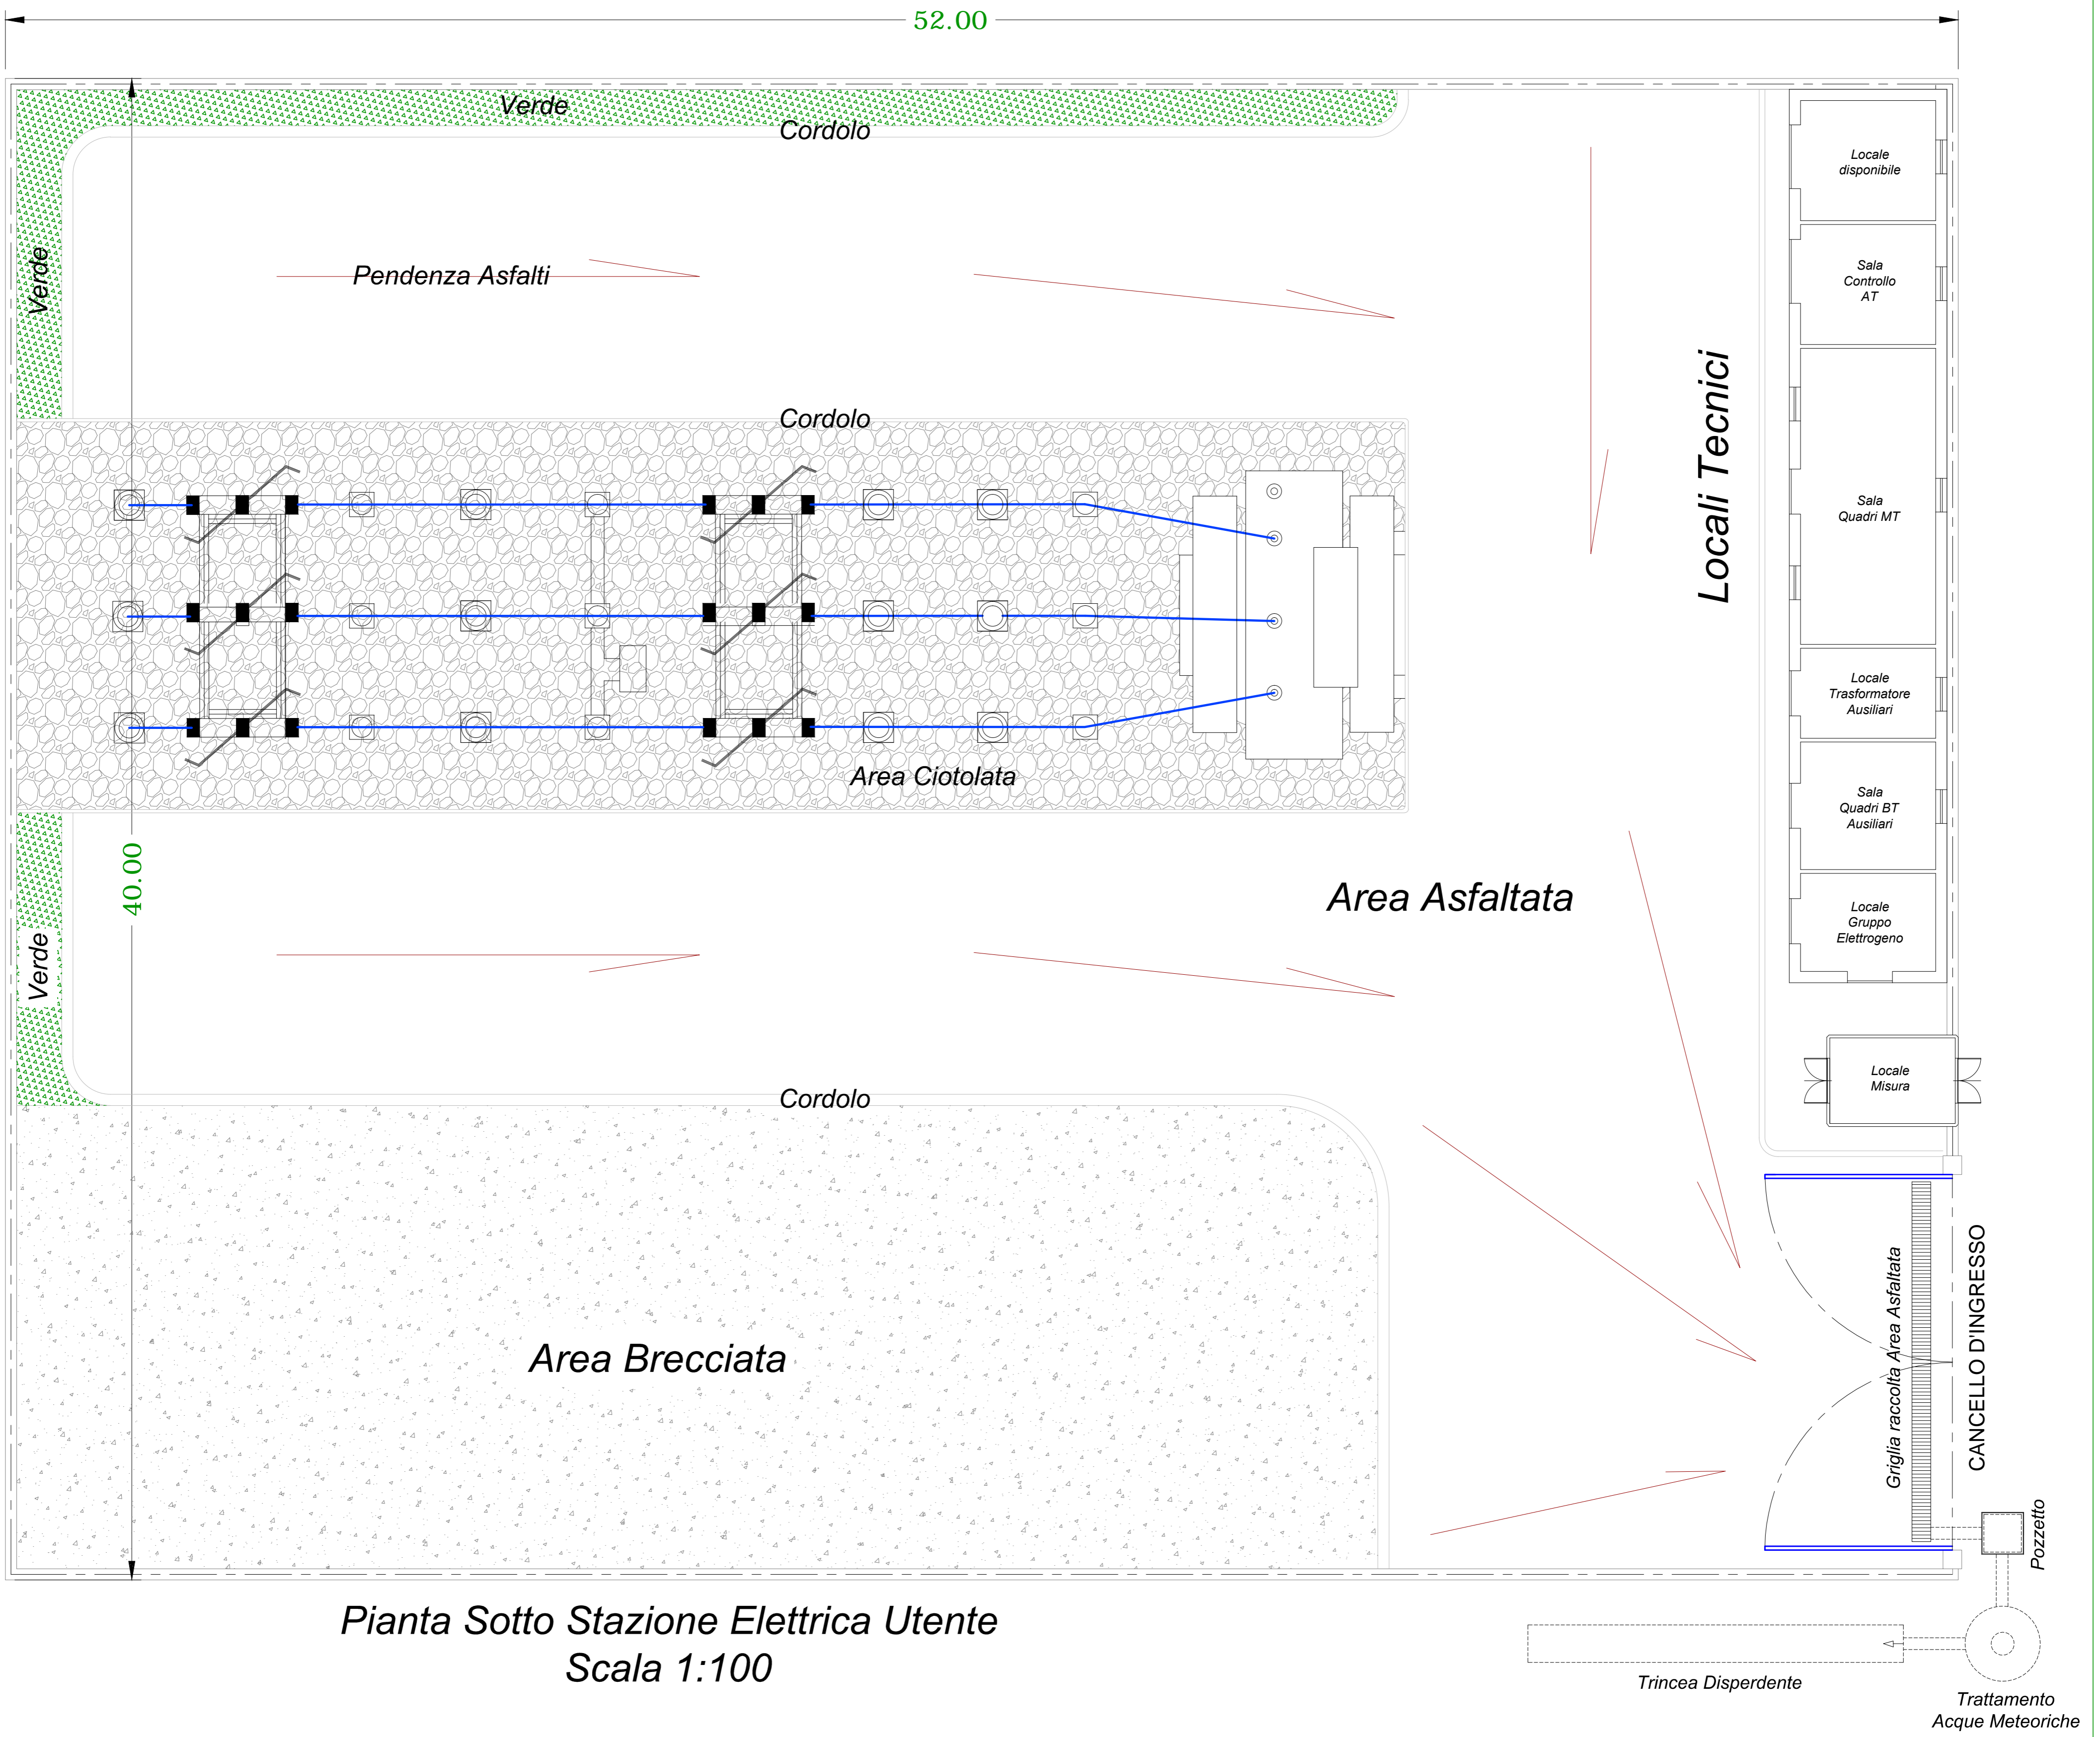 52.00
Verde
Cordolo
Locale
disponibile
Verde
Pendenza Asfalti
Sala
Controllo
AT
Cordolo
Locali Tecnici
Sala
Quadri MT
Locale
Trasformatore
Ausiliari
Area Ciotolata
Sala
Quadri BT
Ausiliari
40.00
Area Asfaltata
Locale
Gruppo
Elettrogeno
Verde
Cordolo
Locale
Misura
Area Brecciata
Griglia raccolta Area Asfaltata
CANCELLO D'INGRESSO
Pozzetto
Pianta Sotto Stazione Elettrica Utente
Scala 1:100
Trincea Disperdente
Trattamento
Acque Meteoriche